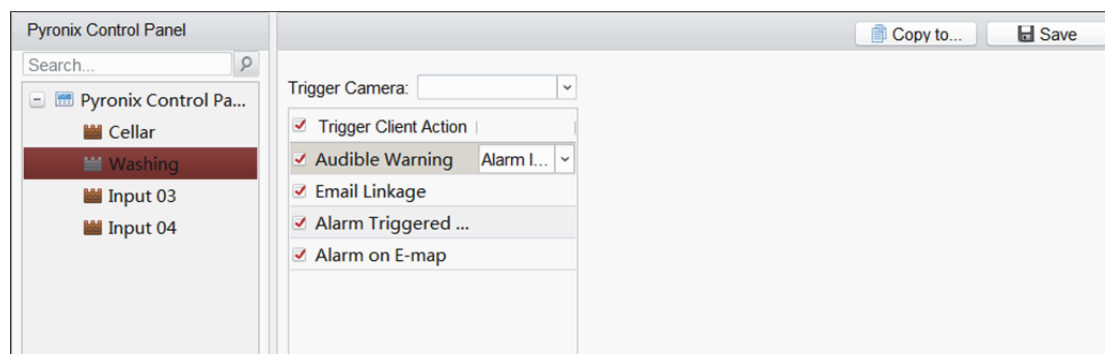 Pyronix Control Panel
Copy to...
Save
Search...
Pyronix Control Pa...
Cellar
Washing
Input 03
Input 04
Trigger Camera:
Trigger Client Action
Audible Warning
Alarm I...
Email Linkage
Alarm Triggered ...
Alarm on E-map